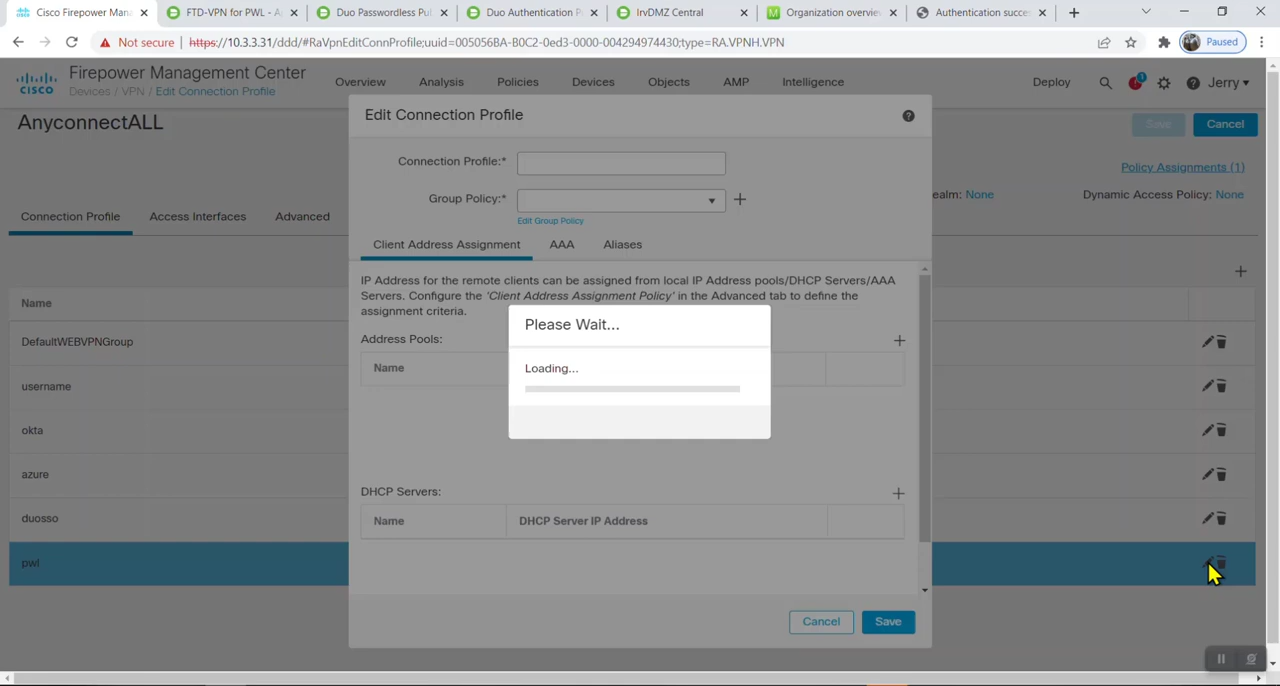 Cisco Firepower Mana
FTD-VPN for PWL - A
Duo Passwordless Pul
Duo Authentication P
IrvDMZ Central
Organization overvie
Authentication succe
Not secure
https://10.3.3.31/ddd/#RaVpnEditConnProfile;uuid=005056BA-B0C2-0ed3-0000-004294974430;type=RA.VPNH.VPN
Paused
CISCO
Firepower Management Center
Devices / VPN / Edit Connection Profile
Overview
Analysis
Policies
Devices
Objects
AMP
Intelligence
Deploy
1
Jerry
AnyconnectALL
Save
Cancel
Policy Assignments (1)
ealm: None
Dynamic Access Policy: None
Connection Profile
Access Interfaces
Advanced
Name
DefaultWEBVPNGroup
username
okta
azure
duosso
pwl
Edit Connection Profile
Connection Profile:*
Group Policy:*
Edit Group Policy
Client Address Assignment
AAA
Aliases
IP Address for the remote clients can be assigned from local IP Address pools/DHCP Servers/AAA
Servers. Configure the 'Client Address Assignment Policy' in the Advanced tab to define the
assignment criteria.
Address Pools:
Name
Please Wait...
Loading...
DHCP Servers:
Name
DHCP Server IP Address
Cancel
Save